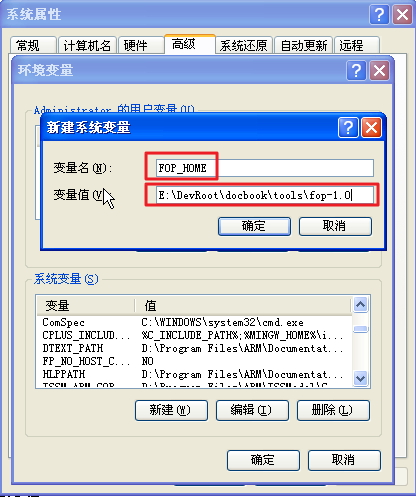 系统属性
常规 计算机名 硬件 高级 系统还原 自动更新 远程
环境变量
Administrator 的用户变量(U)
新建系统变量
变量名(N): FOP_HOME
变量值(V): E:\DevRoot\docbook\tools\fop-1.0
确定 取消
系统变量(S)
变量 值
ComSpec C:\WINDOWS\system32\cmd.exe
CPLUS_INCLUD... %C_INCLUDE_PATH%;%MINGW_HOME%\i...
DTEXT_PATH D:\Program Files\ARM\Documentat...
FP_NO_HOST_C... NO
HLPPATH D:\Program Files\ARM\Documentat...
新建(W) 编辑(I) 删除(L)
确定 取消